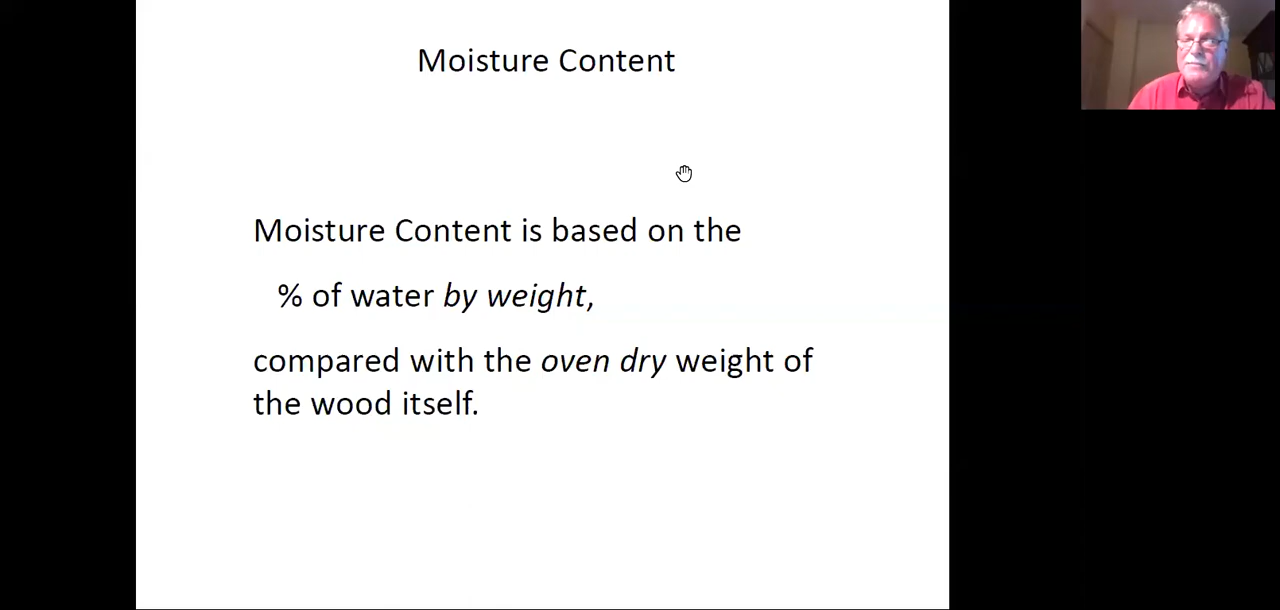 Moisture Content
Moisture Content is based on the
% of water by weight,
compared with the oven dry weight of
the wood itself.